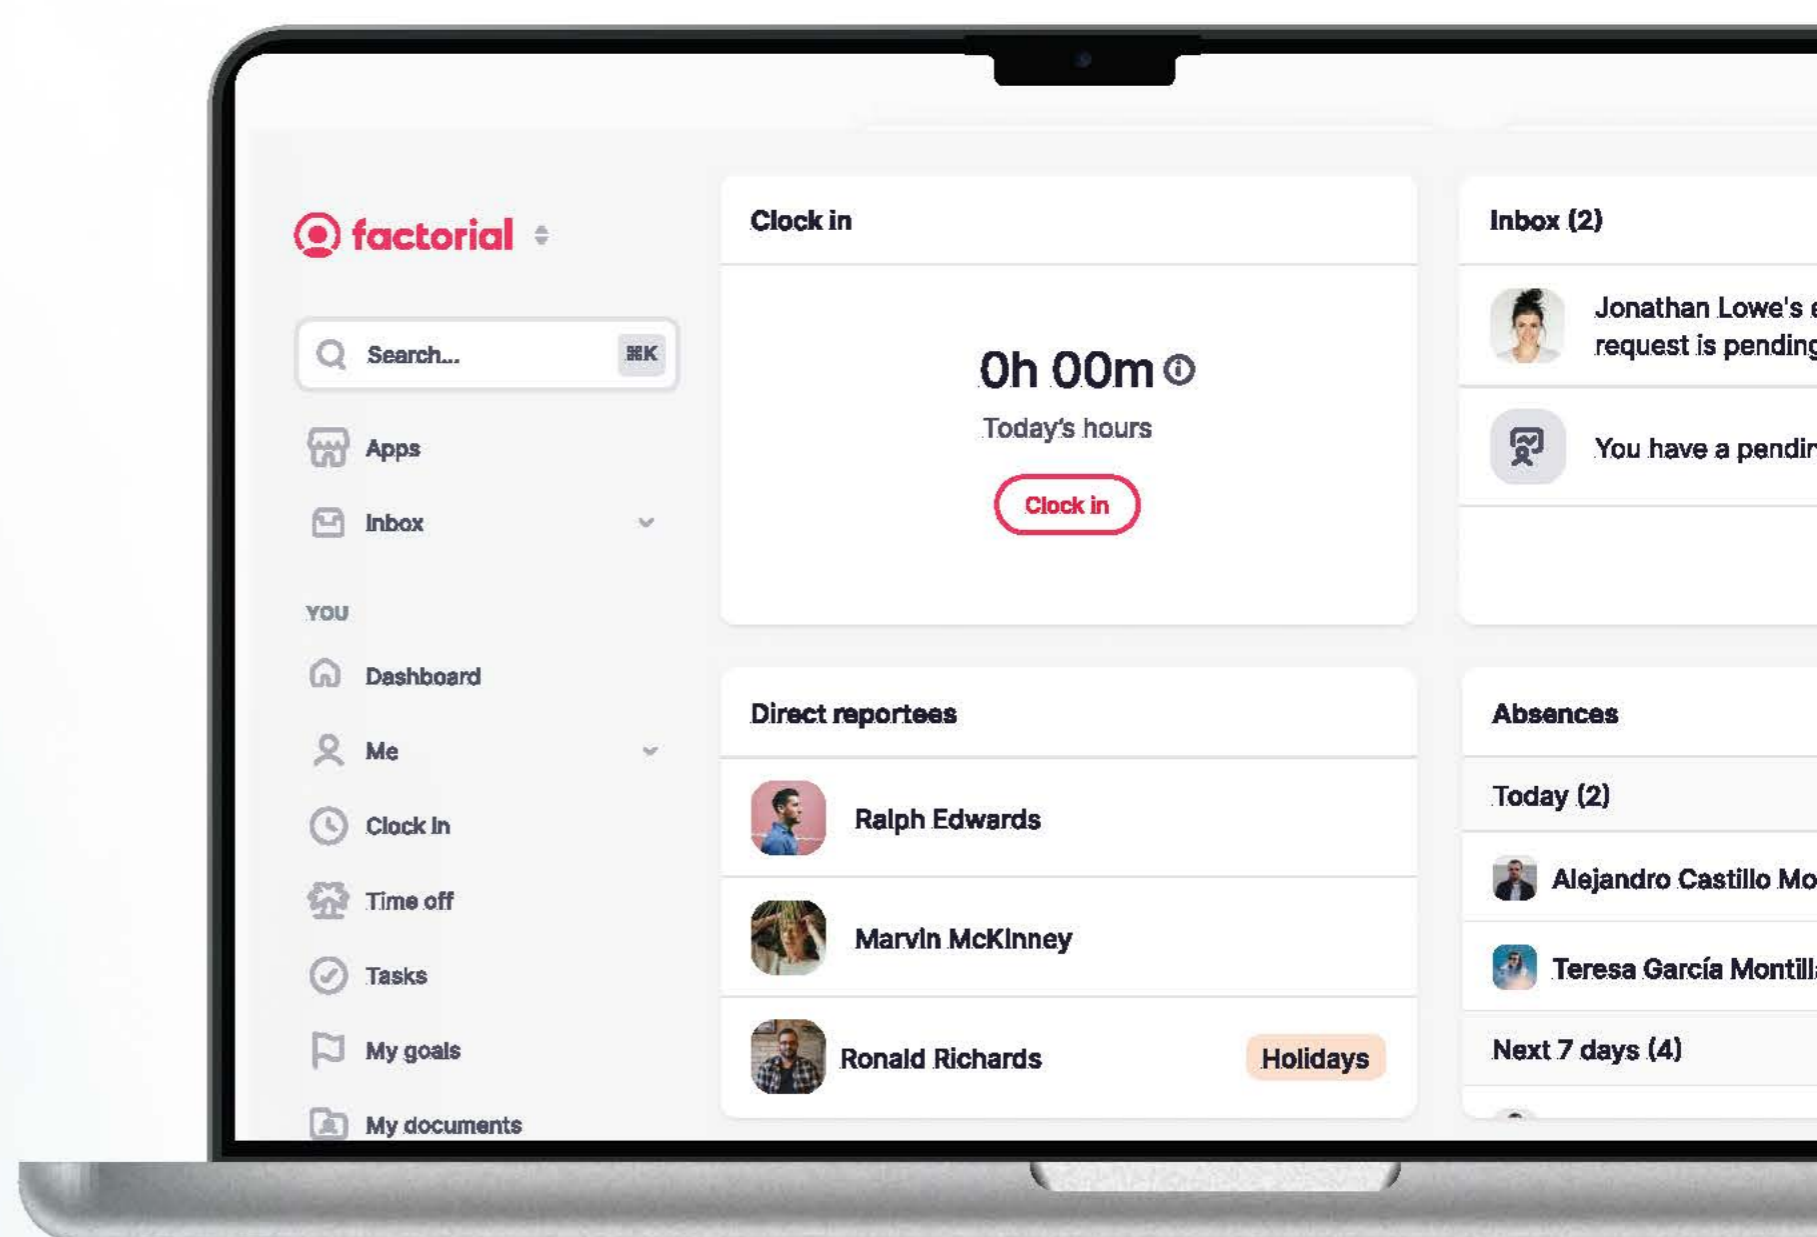 factorial
Search...
⌘K
Apps
Inbox
YOU
Dashboard
Me
Clock in
Time off
Tasks
My goals
My documents
Clock in
0h 00m
Today's hours
Clock in
Direct reportees
Ralph Edwards
Marvin McKinney
Ronald Richards
Holidays
Inbox (2)
Jonathan Lowe's
request is pending
You have a
Absences
Today (2)
Alejandro Castillo
Teresa García
Next 7 days (4)